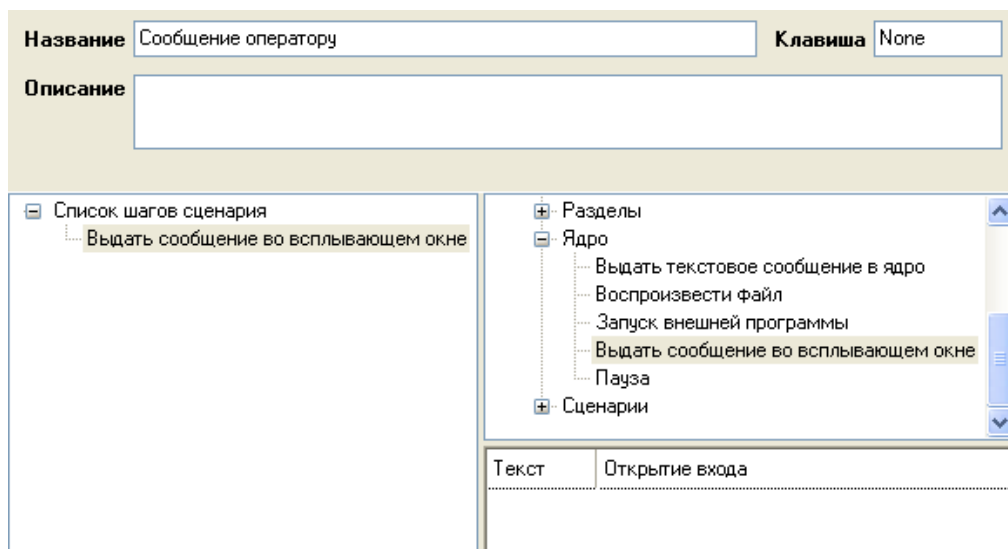 Название Сообщение оператору Клавиша None
Описание
Список шагов сценария
Выдать сообщение во всплывающем окне
Разделы
Ядро
Выдать текстовое сообщение в ядро
Воспроизвести файл
Запуск внешней программы
Выдать сообщение во всплывающем окне
Пауза
Сценарии
Текст Открытие входа